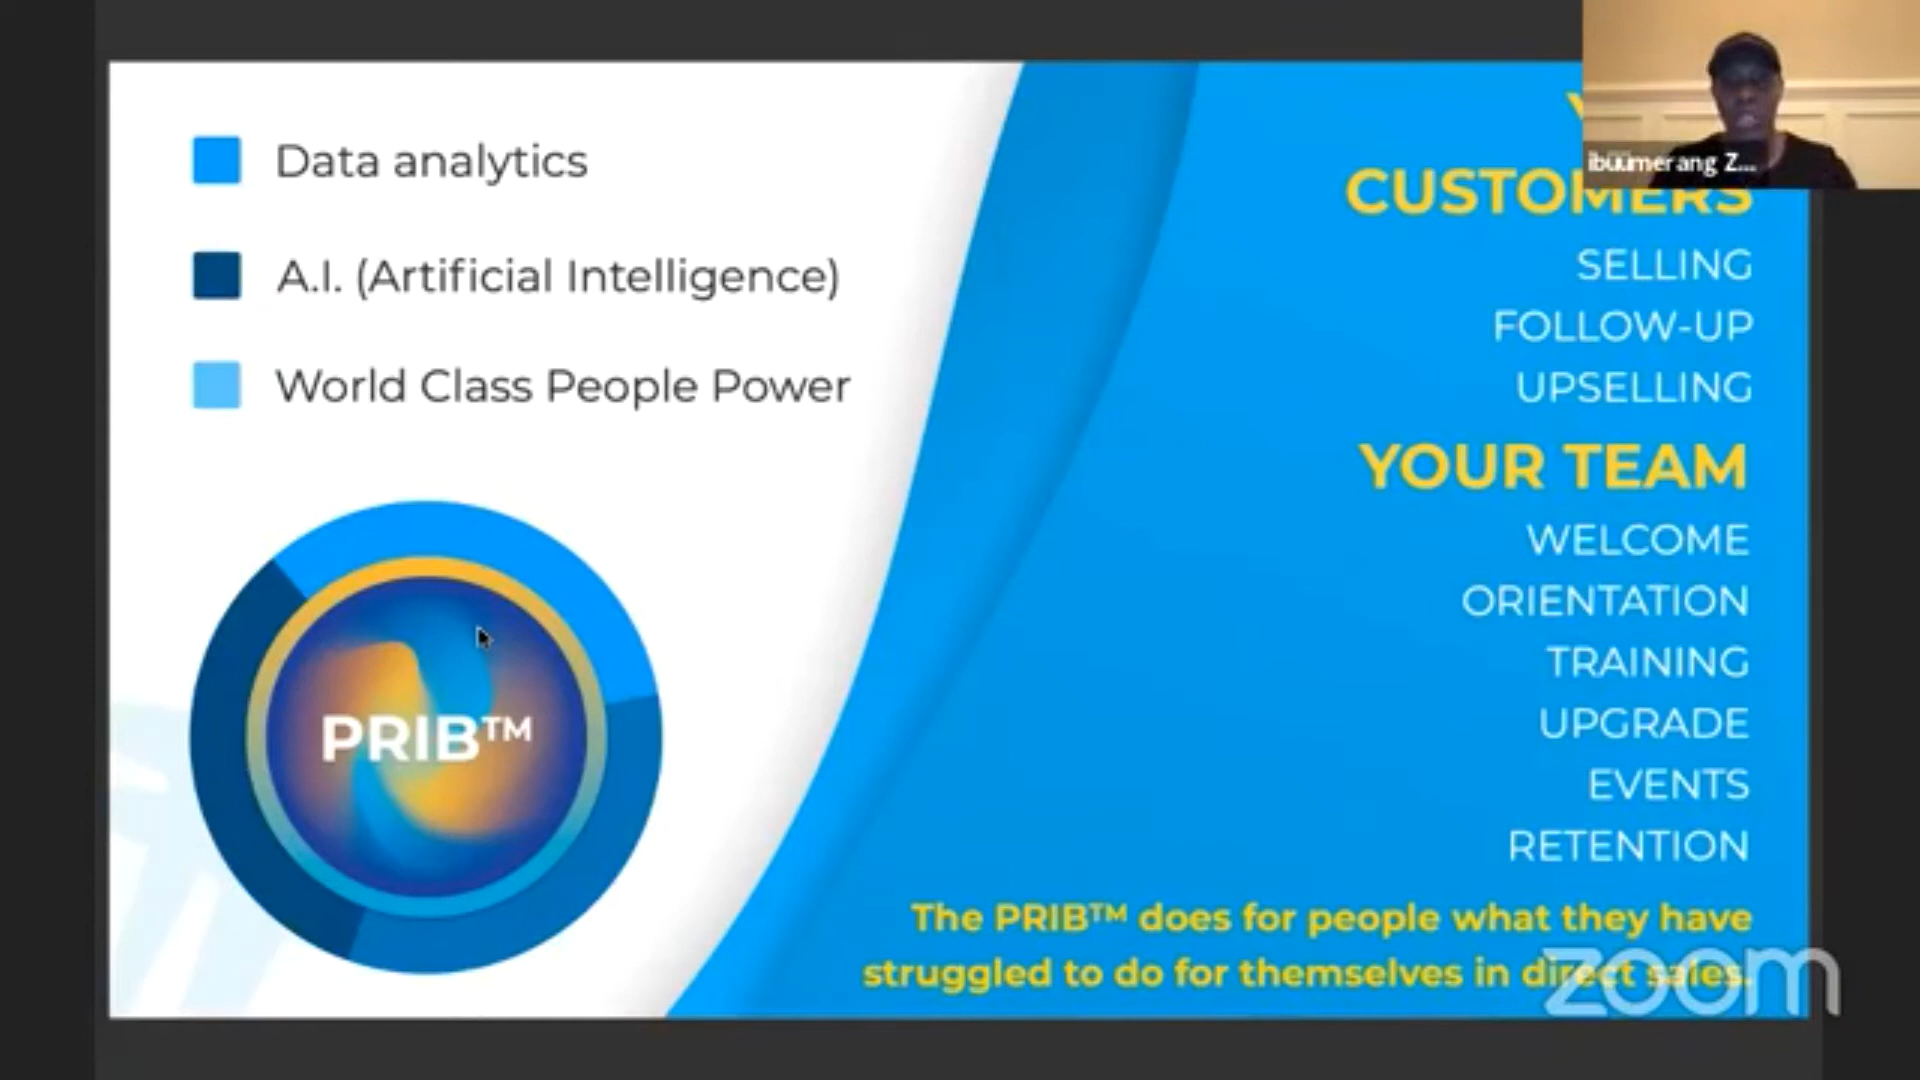 Data analytics
A.I. (Artificial Intelligence)
World Class People Power
PRIB™
CUSTOMERS
SELLING
FOLLOW-UP
UPSELLING
YOUR TEAM
WELCOME
ORIENTATION
TRAINING
UPGRADE
EVENTS
RETENTION
The PRIB™ does for people what they have
struggled to do for themselves in direct sales.
ibuumerang Z...
zoom